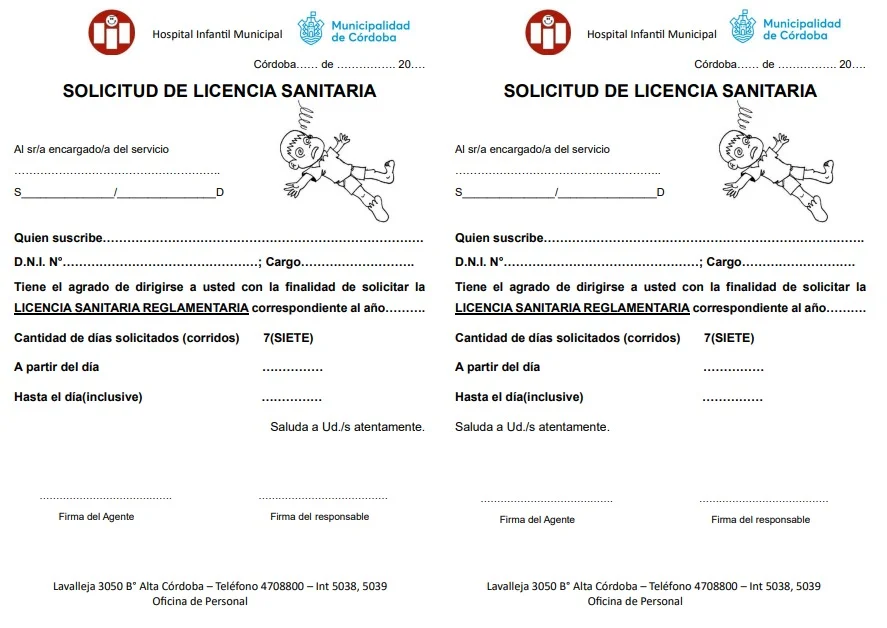 Hospital Infantil Municipal
Municipalidad
de Córdoba
Córdoba…… de ……………. 20….
SOLICITUD DE LICENCIA SANITARIA
Al sr/a encargado/a del servicio
……………………………………………………
S_______________/________________D
Quien suscribe……………………………………………………………………….
D.N.I. N°…………………………………………; Cargo……………………….
Tiene el agrado de dirigirse a usted con la finalidad de solicitar la
LICENCIA SANITARIA REGLAMENTARIA correspondiente al año……….
Cantidad de días solicitados (corridos) 7(SIETE)
A partir del día ……………
Hasta el día(inclusive) ……………
Saluda a Ud./s atentamente.
…………………………………. ………………………………….
Firma del Agente Firma del responsable
Lavalleja 3050 B° Alta Córdoba – Teléfono 4708800 – Int 5038, 5039
Oficina de Personal
Hospital Infantil Municipal
Municipalidad
de Córdoba
Córdoba…… de ……………. 20….
SOLICITUD DE LICENCIA SANITARIA
Al sr/a encargado/a del servicio
……………………………………………………
S_______________/________________D
Quien suscribe……………………………………………………………………….
D.N.I. N°…………………………………………; Cargo……………………….
Tiene el agrado de dirigirse a usted con la finalidad de solicitar la
LICENCIA SANITARIA REGLAMENTARIA correspondiente al año……….
Cantidad de días solicitados (corridos) 7(SIETE)
A partir del día ……………
Hasta el día(inclusive) ……………
Saluda a Ud./s atentamente.
…………………………………. ………………………………….
Firma del Agente Firma del responsable
Lavalleja 3050 B° Alta Córdoba – Teléfono 4708800 – Int 5038, 5039
Oficina de Personal